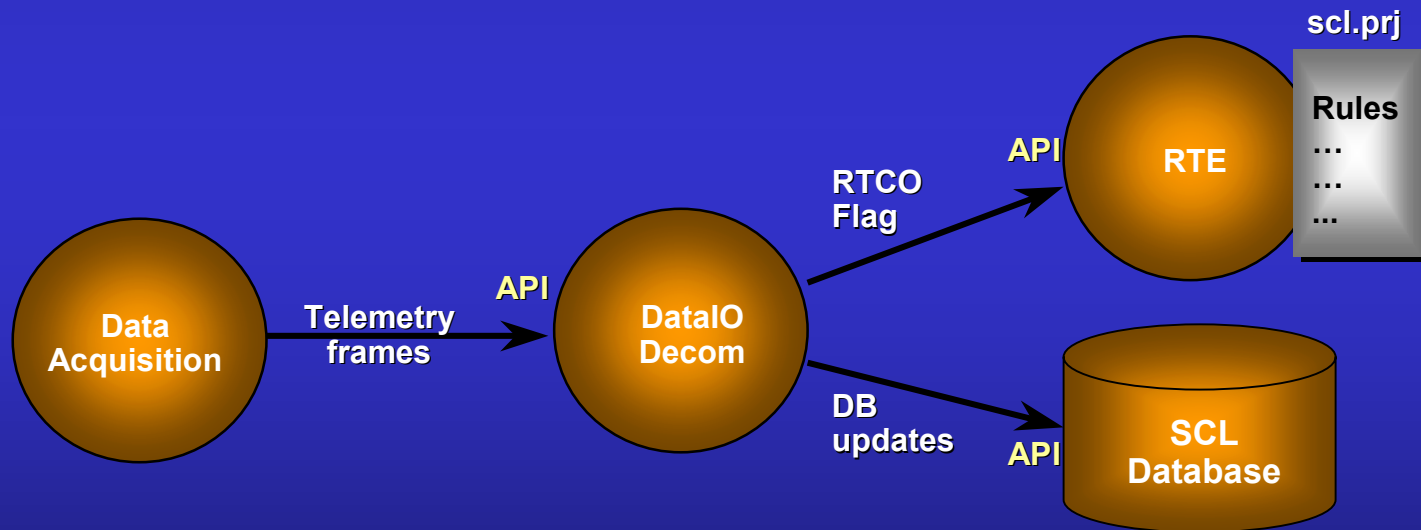 scl.prj
Rules
…
…
...
API
RTE
RTCO
Flag
API
Telemetry
frames
Data
Acquisition
DataIO
Decom
DB
updates
API
SCL
Database